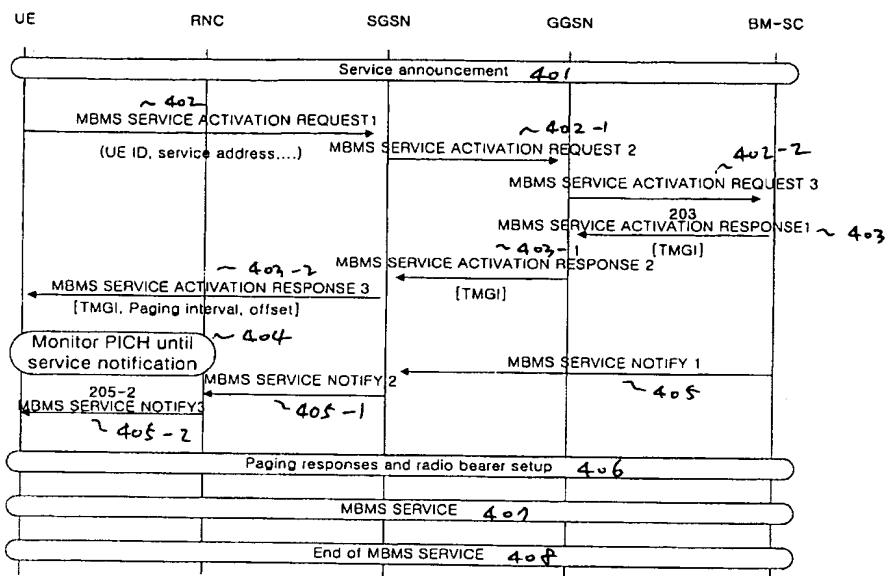 UE RNC SGSN GGSN BM-SC
Service announcement 401
~ 402
MBMS SERVICE ACTIVATION REQUEST1
(UE ID, service address....)
~ 402-1
MBMS SERVICE ACTIVATION REQUEST 2
~ 402-2
MBMS SERVICE ACTIVATION REQUEST 3
203
MBMS SERVICE ACTIVATION RESPONSE1 ~ 403
[TMGI]
~ 403-1
MBMS SERVICE ACTIVATION RESPONSE 2
[TMGI]
~ 403-2
MBMS SERVICE ACTIVATION RESPONSE 3
[TMGI, Paging interval, offset]
~ 404
Monitor PICH until
service notification
MBMS SERVICE NOTIFY 1
~ 405
MBMS SERVICE NOTIFY 2
~ 405-1
205-2
MBMS SERVICE NOTIFY3
~ 405-2
Paging responses and radio bearer setup 406
MBMS SERVICE 407
End of MBMS SERVICE 408